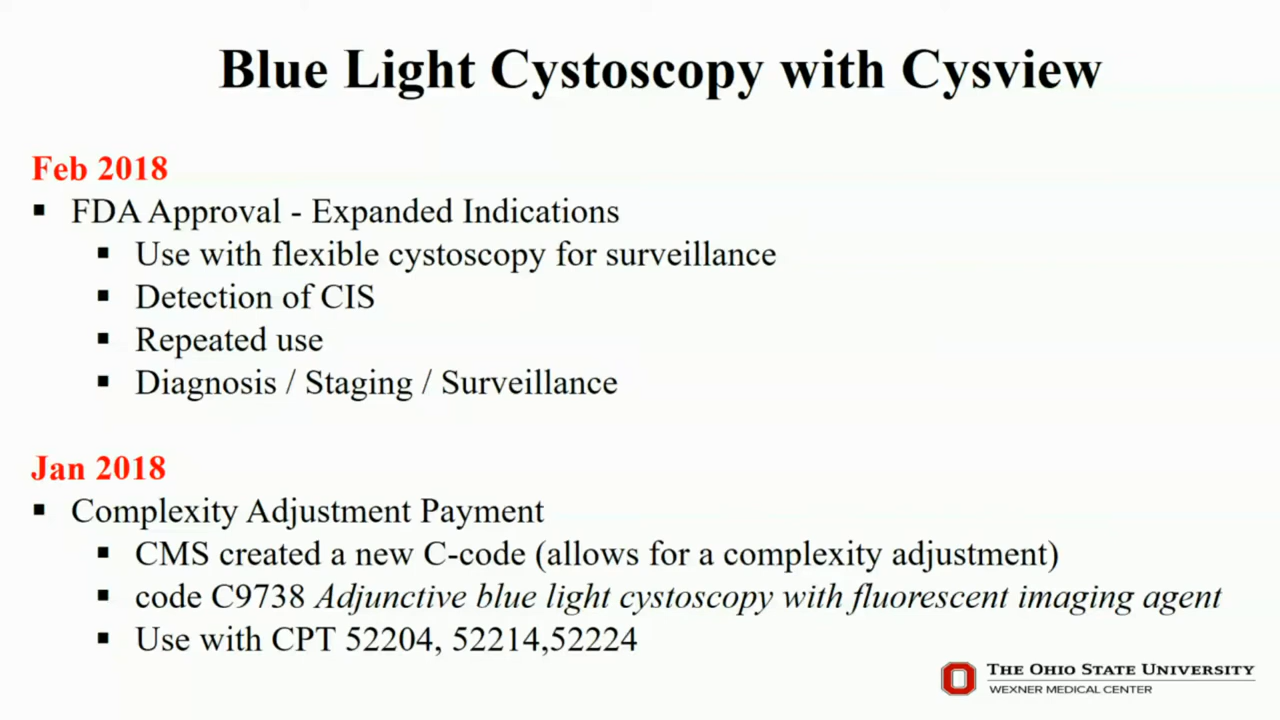 Blue Light Cystoscopy with Cysview
Feb 2018
▪ FDA Approval - Expanded Indications
▪ Use with flexible cystoscopy for surveillance
▪ Detection of CIS
▪ Repeated use
▪ Diagnosis / Staging / Surveillance
Jan 2018
▪ Complexity Adjustment Payment
▪ CMS created a new C-code (allows for a complexity adjustment)
▪ code C9738 Adjunctive blue light cystoscopy with fluorescent imaging agent
▪ Use with CPT 52204, 52214,52224
THE OHIO STATE UNIVERSITY
WEXNER MEDICAL CENTER